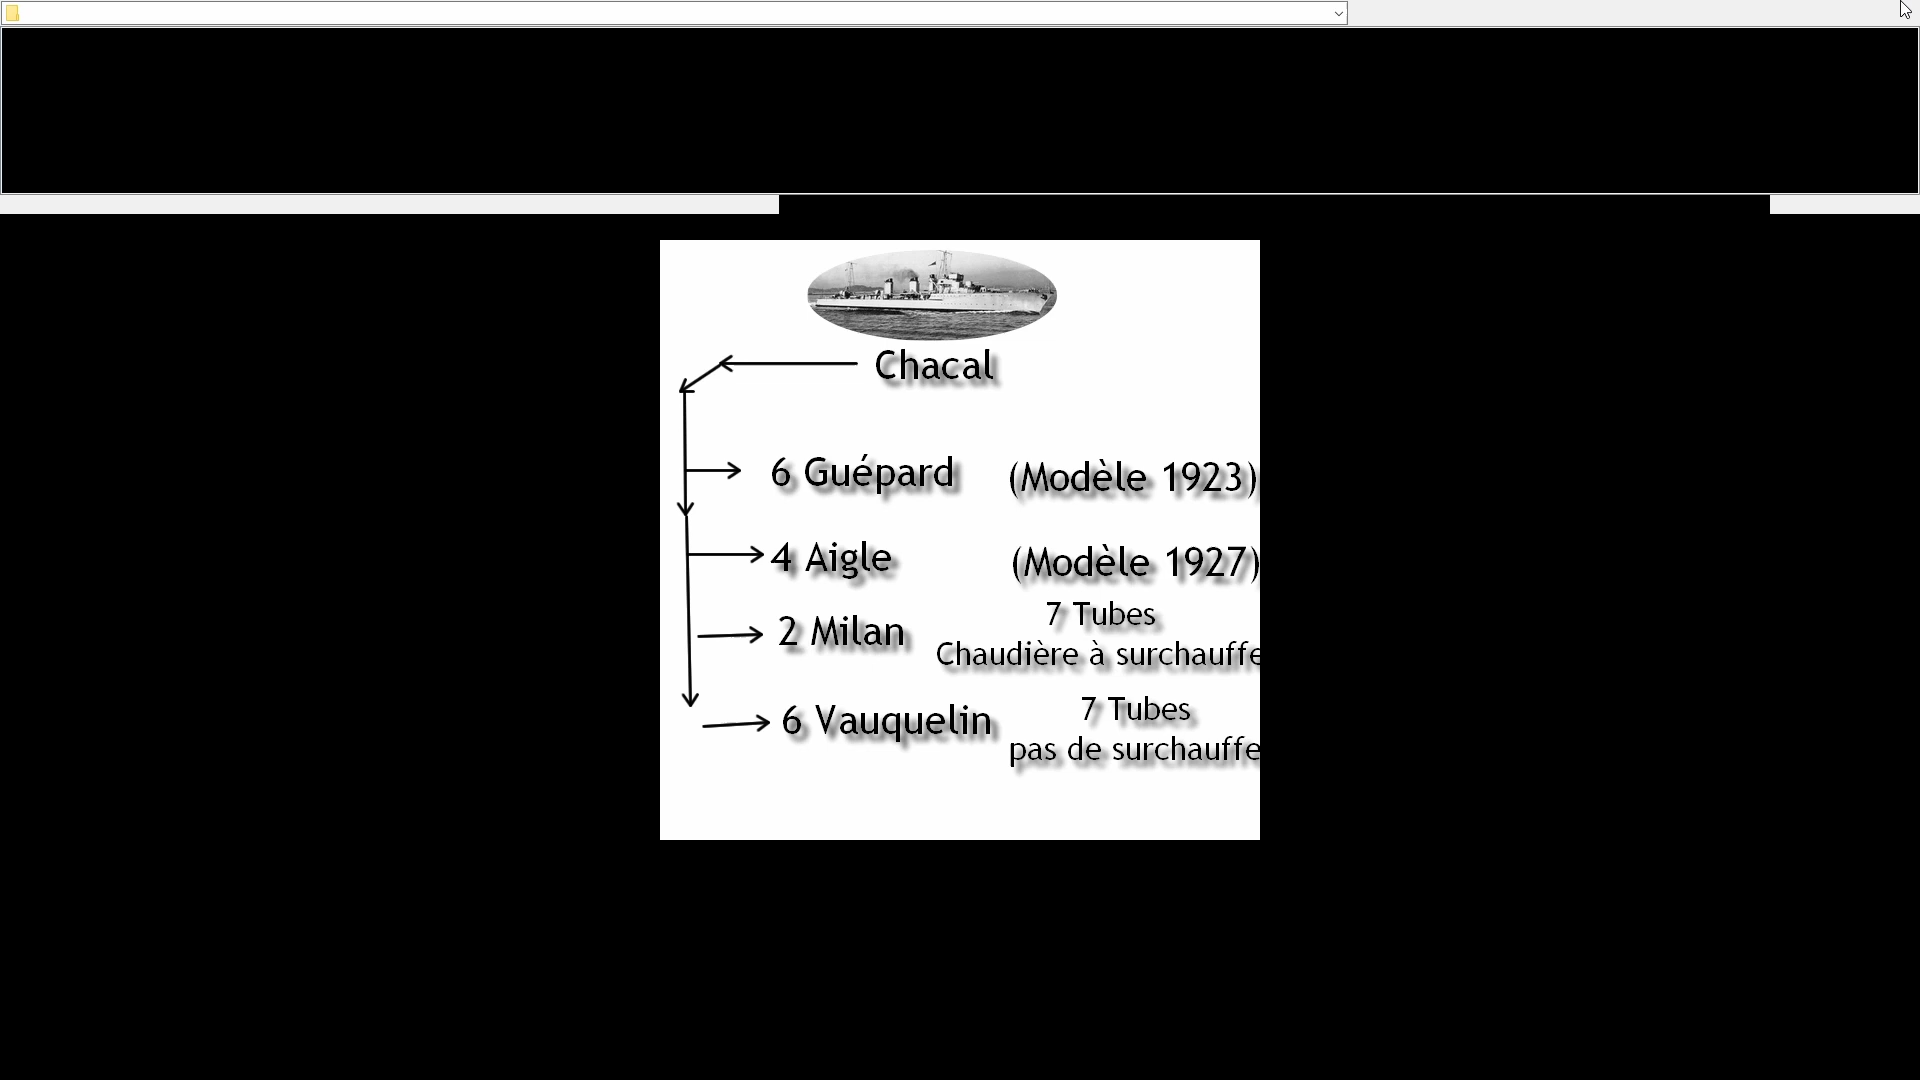 Chacal
6 Guépard (Modèle 1923)
4 Aigle (Modèle 1927)
7 Tubes
2 Milan
Chaudière à surchauffe
7 Tubes
6 Vauquelin
pas de surchauffe